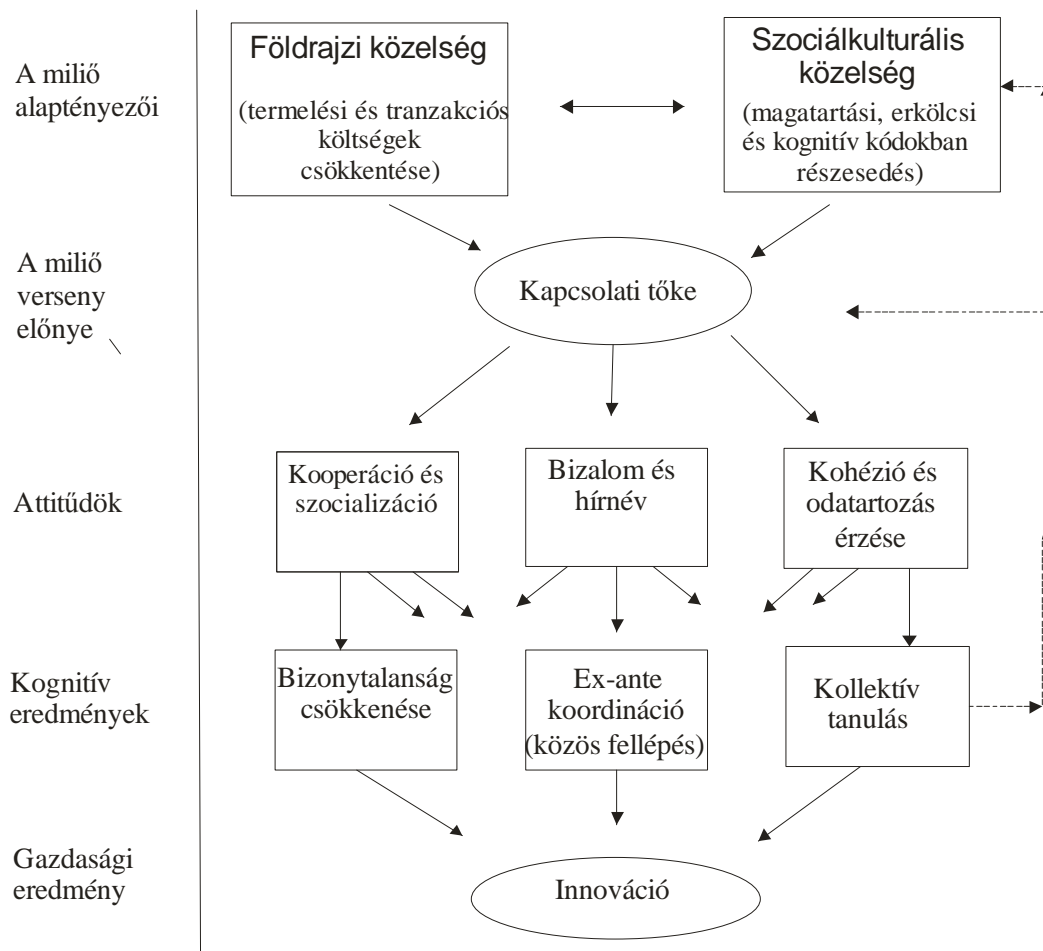 A milió
alaptényezői
Földrajzi közelség
(termelési és tranzakciós
költségek
csökkentése)
Szociálkulturális
közelség
(magatartási, erkölcsi
és kognitív kódokban
részesedés)
A milió
verseny
előnye
Kapcsolati tőke
Attitűdök
Kooperáció és
szocializáció
Bizalom és
hírnév
Kohézió és
odatartozás
érzése
Kognitív
eredmények
Bizonytalanság
csökkenése
Ex-ante
koordináció
(közös fellépés)
Kollektív
tanulás
Gazdasági
eredmény
Innováció